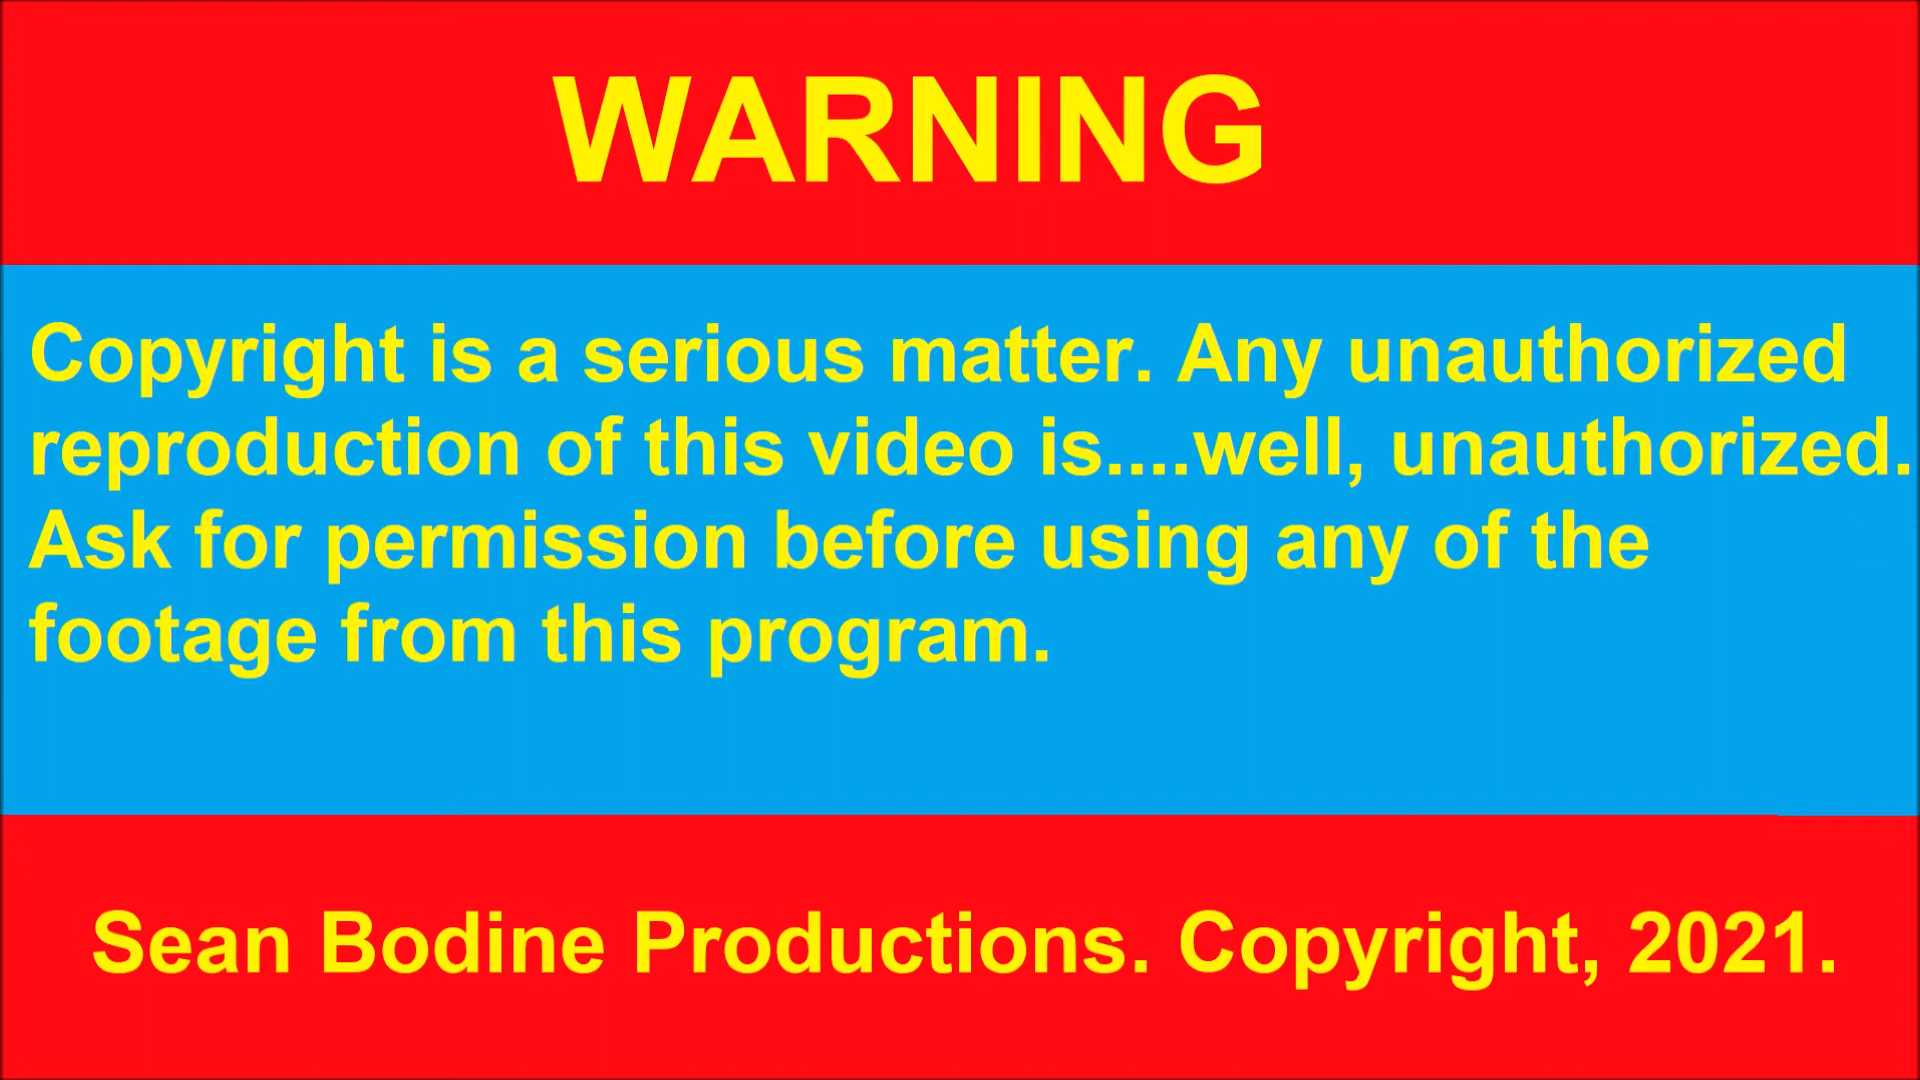 WARNING
Copyright is a serious matter. Any unauthorized
reproduction of this video is....well, unauthorized.
Ask for permission before using any of the
footage from this program.
Sean Bodine Productions. Copyright, 2021.